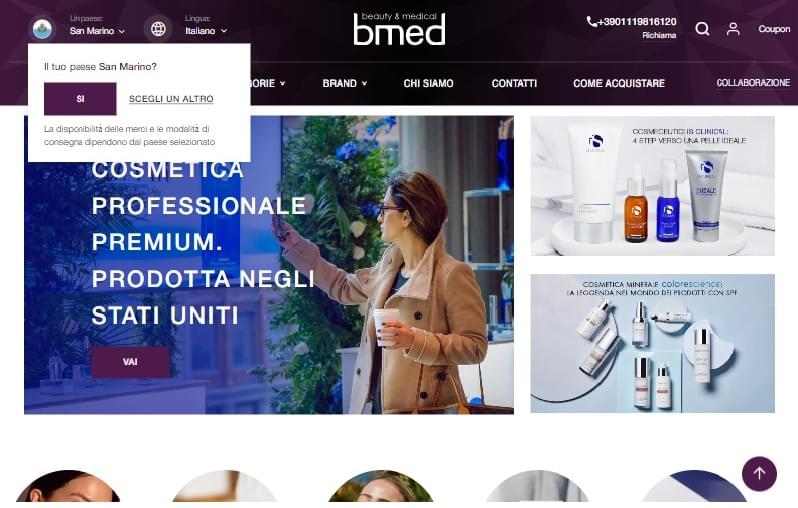 Un paese:
San Marino
Lingua:
Italiano
beauty & medical
bmed
+3901119816120
Richiama
Coupon
Il tuo paese San Marino?
SI
SCEGLI UN ALTRO
La disponibilità delle merci e le modalità di
consegna dipendono dal paese selezionato
BRAND
CHI SIAMO
CONTATTI
COME ACQUISTARE
COLLABORAZIONE
COSMETICA
PROFESSIONALE
PREMIUM.
PRODOTTA NEGLI
STATI UNITI
VAI
COSMECEUTICI IS CLINICAL:
4 STEP VERSO UNA PELLE IDEALE
COSMETICA MINERALE colorescience:
LA LEGGENDA NEL MONDO DEI PRODOTTI CON SPF